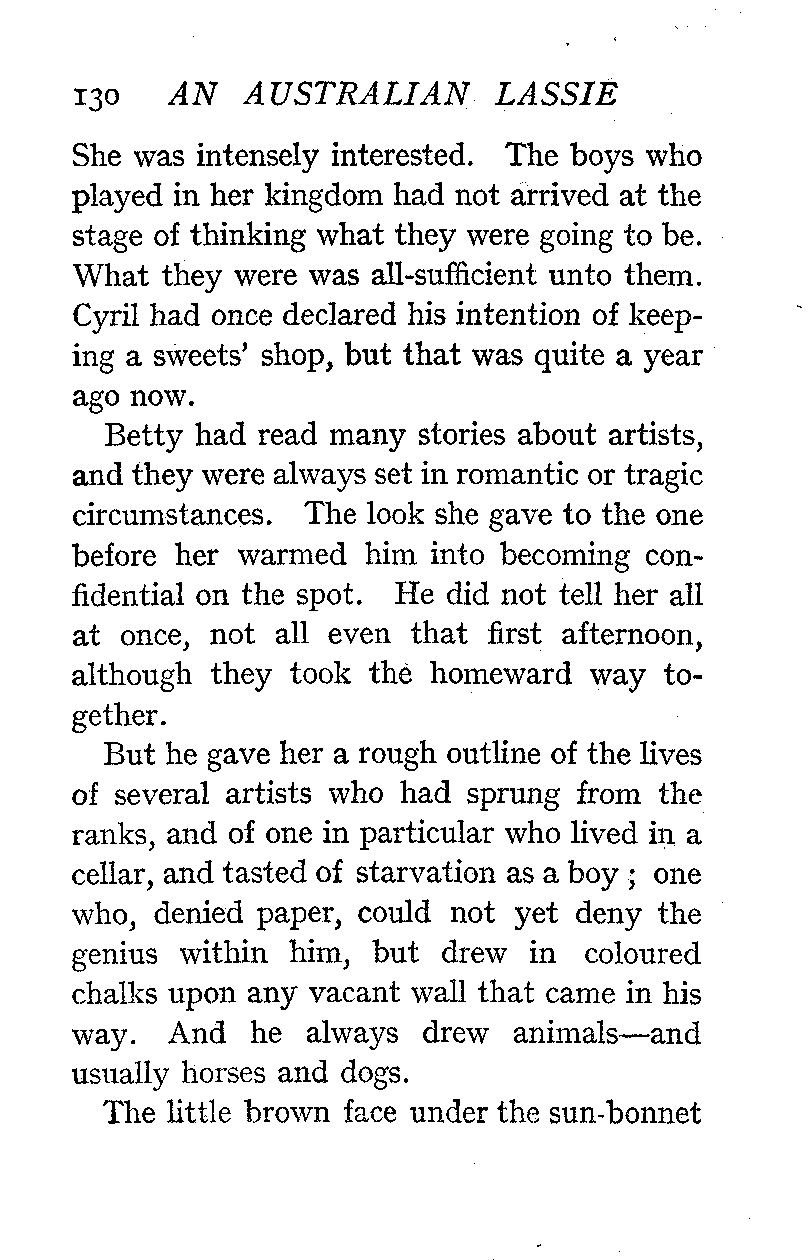 130 AN AUSTRALIAN LASSIE
She was intensely interested. The boys who
played in her kingdom had not arrived at the
stage of thinking what they were going to be.
What they were was all-sufficient unto them.
Cyril had once declared his intention of keep-
ing a sweets' shop, but that was quite a year
ago now.
Betty had read many stories about artists,
and they were always set in romantic or tragic
circumstances. The look she gave to the one
before her warmed him into becoming con-
fidential on the spot. He did not tell her all
at once, not all even that first afternoon,
although they took the homeward way to-
gether.
But he gave her a rough outline of the lives
of several artists who had sprung from the
ranks, and of one in particular who lived in a
cellar, and tasted of starvation as a boy ; one
who, denied paper, could not yet deny the
genius within him, but drew in coloured
chalks upon any vacant wall that came in his
way. And he always drew animals—and
usually horses and dogs.
The little brown face under the sun-bonnet